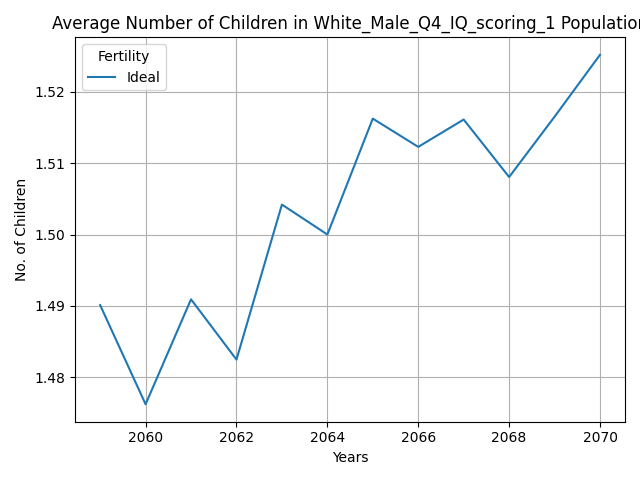 Average Number of Children in White_Male_Q4_IQ_scoring_1 Population
Fertility
Ideal
1.52
1.51
1.50
1.49
1.48
No. of Children
2060 2062 2064 2066 2068 2070
Years